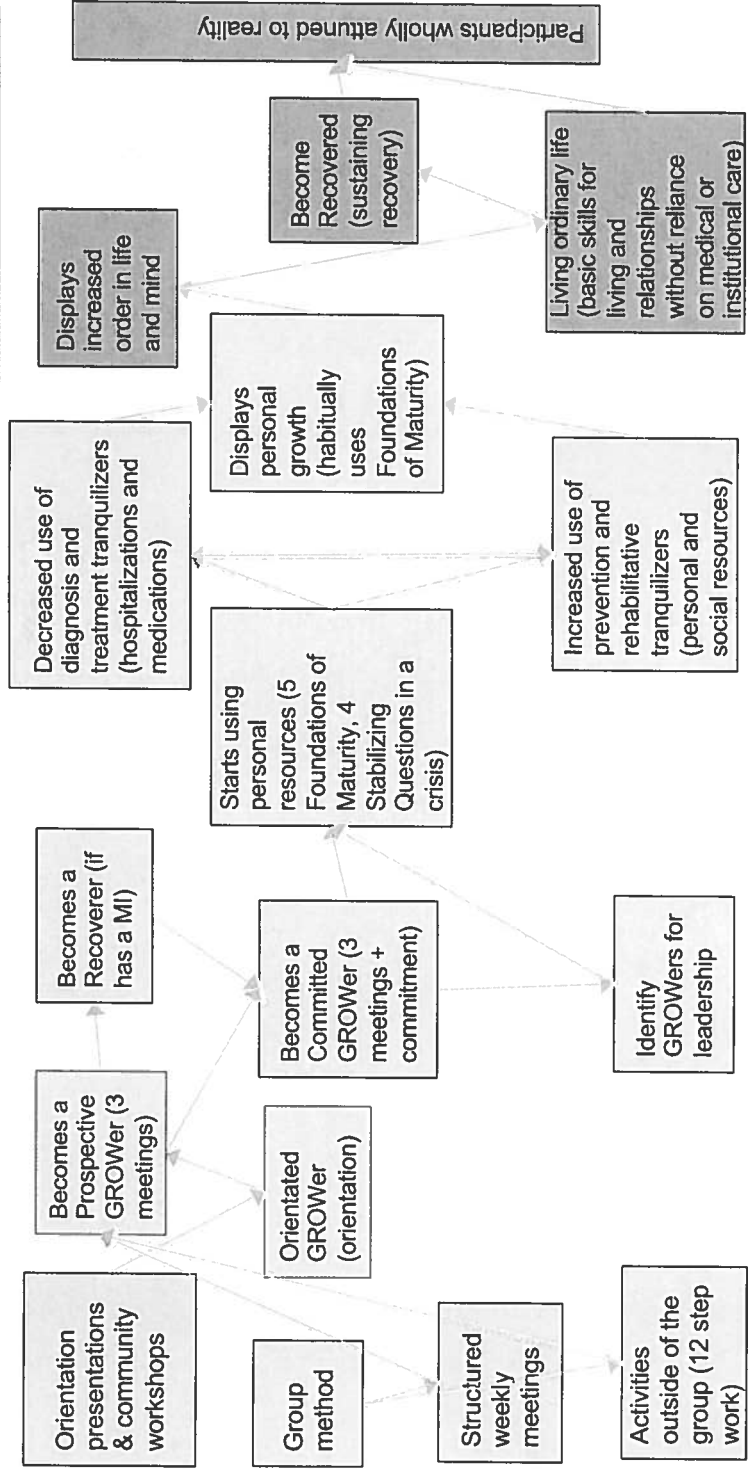 Orientation
presentations
& community
workshops
Group
method
Structured
weekly
meetings
Activities
outside of the
group (12 step
work)
Becomes a
Prospective
GROWer (3
meetings)
Orientated
GROWer
(orientation)
Becomes a
Recoverer (if
has a MI)
Becomes a
Committed
GROWer (3
meetings +
commitment)
Identify
GROWers for
leadership
Starts using
personal
resources (5
Foundations of
Maturity, 4
Stabilizing
Questions in a
crisis)
Decreased use of
diagnosis and
treatment tranquilizers
(hospitalizations and
medications)
Increased use of
prevention and
rehabilitative
tranquilizers
(personal and
social resources)
Displays
personal
growth
(habitually
uses
Foundations
of Maturity)
Displays
increased
order in life
and mind
Become
Recovered
(sustaining
recovery)
Living ordinary life
(basic skills for
living and
relationships
without reliance
on medical or
institutional care)
Participants wholly attuned to reality